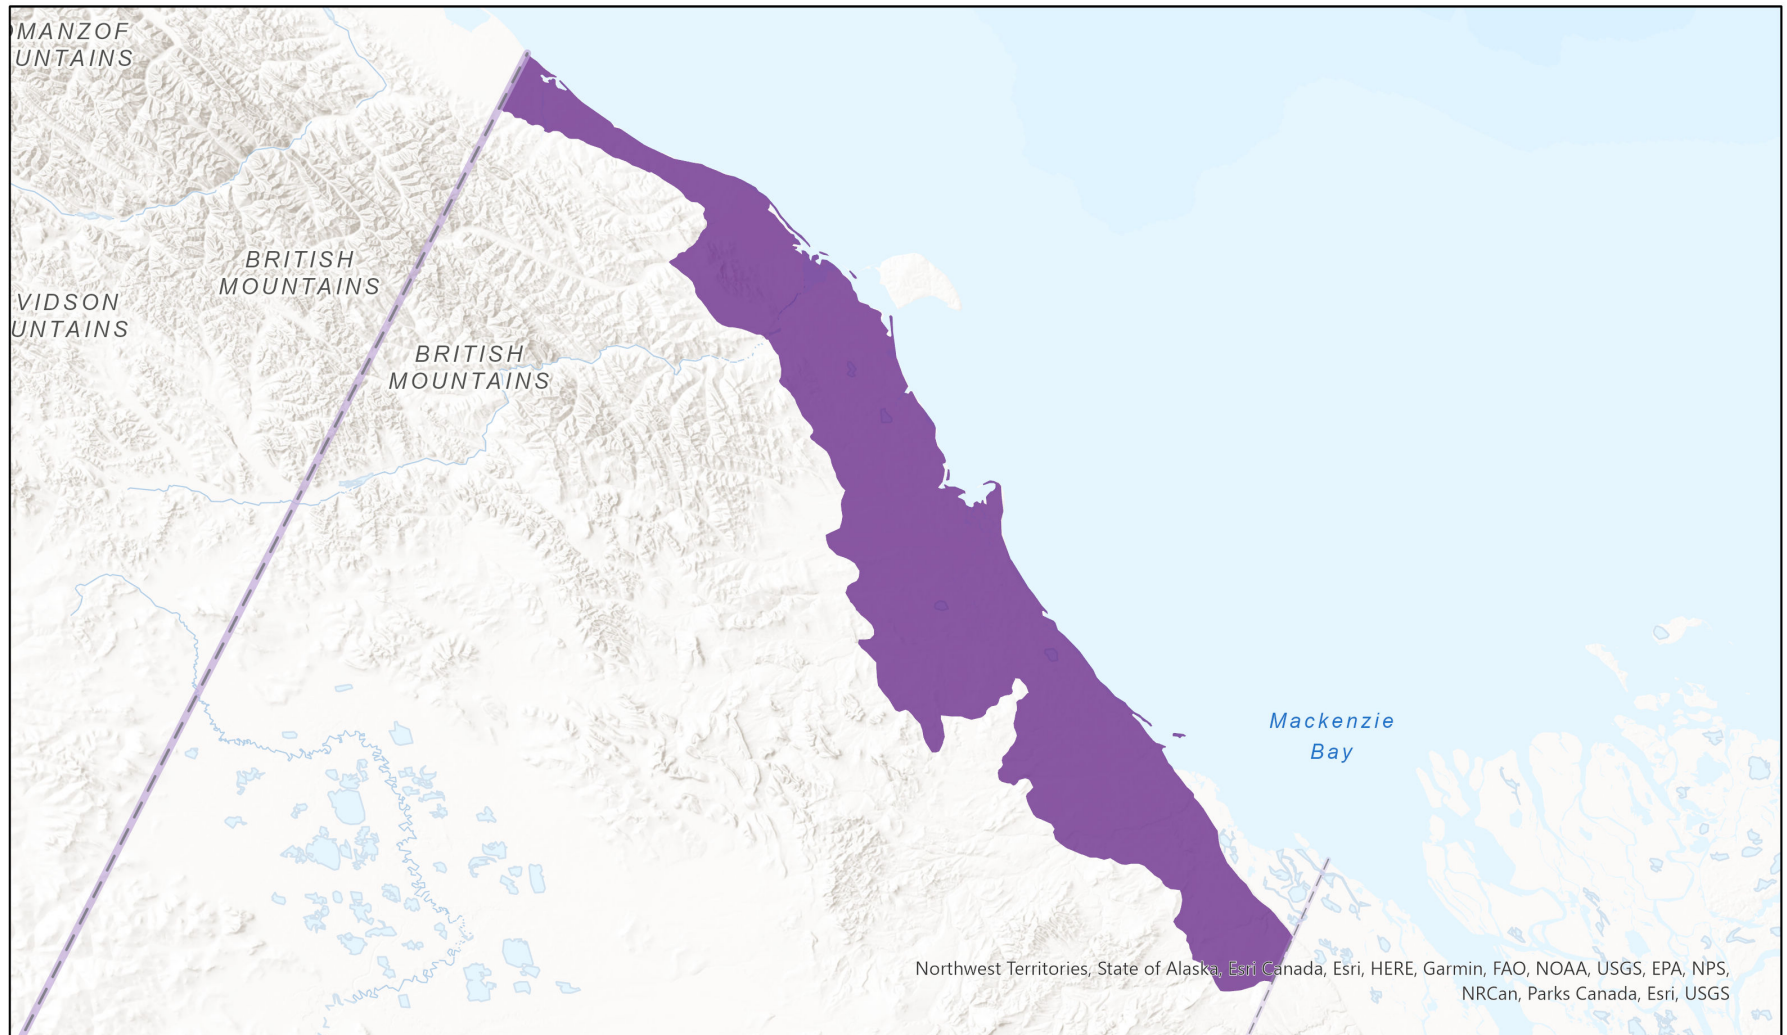 MANZOF
UNTAINS
BRITISH
MOUNTAINS
VIDSON
UNTAINS
BRITISH
MOUNTAINS
Mackenzie
Bay
Northwest Territories, State of Alaska, Esri Canada, Esri, HERE, Garmin, FAO, NOAA, USGS, EPA, NPS,
NRCan, Parks Canada, Esri, USGS